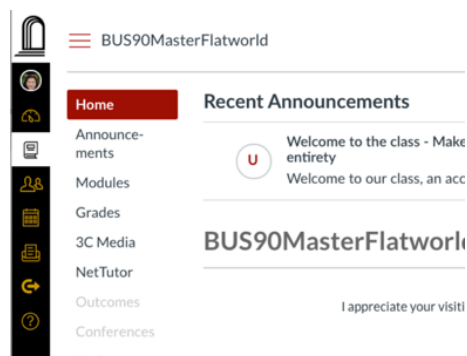 BUS90MasterFlatworld
Home
Announce-
ments
Modules
Grades
3C Media
NetTutor
Outcomes
Conferences
Recent Announcements
U
Welcome to the class - Make
entirety
Welcome to our class, an acc
BUS90MasterFlatworl
I appreciate your visiti